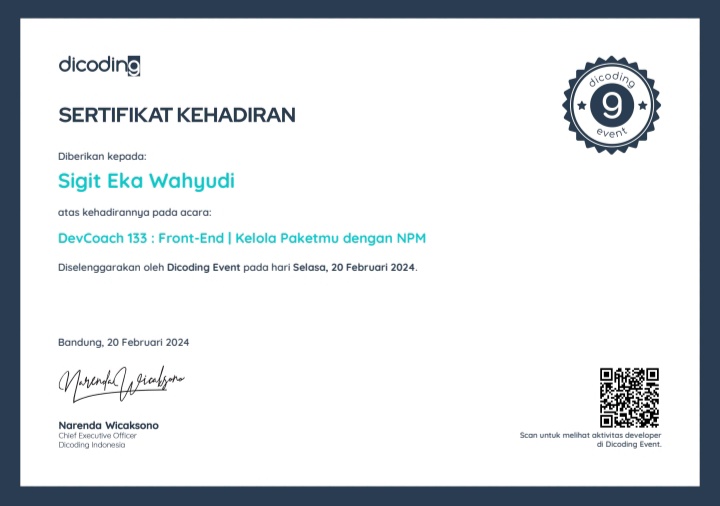 dicoding
SERTIFIKAT KEHADIRAN
dicoding
9
event
Diberikan kepada:
Sigit Eka Wahyudi
atas kehadirannya pada acara:
DevCoach 133 : Front-End | Kelola Paketmu dengan NPM
Diselenggarakan oleh Dicoding Event pada hari Selasa, 20 Februari 2024.
Bandung, 20 Februari 2024
Narenda Wicaksono
Narenda Wicaksono
Chief Executive Officer
Dicoding Indonesia
Scan untuk melihat aktivitas developer
di Dicoding Event.